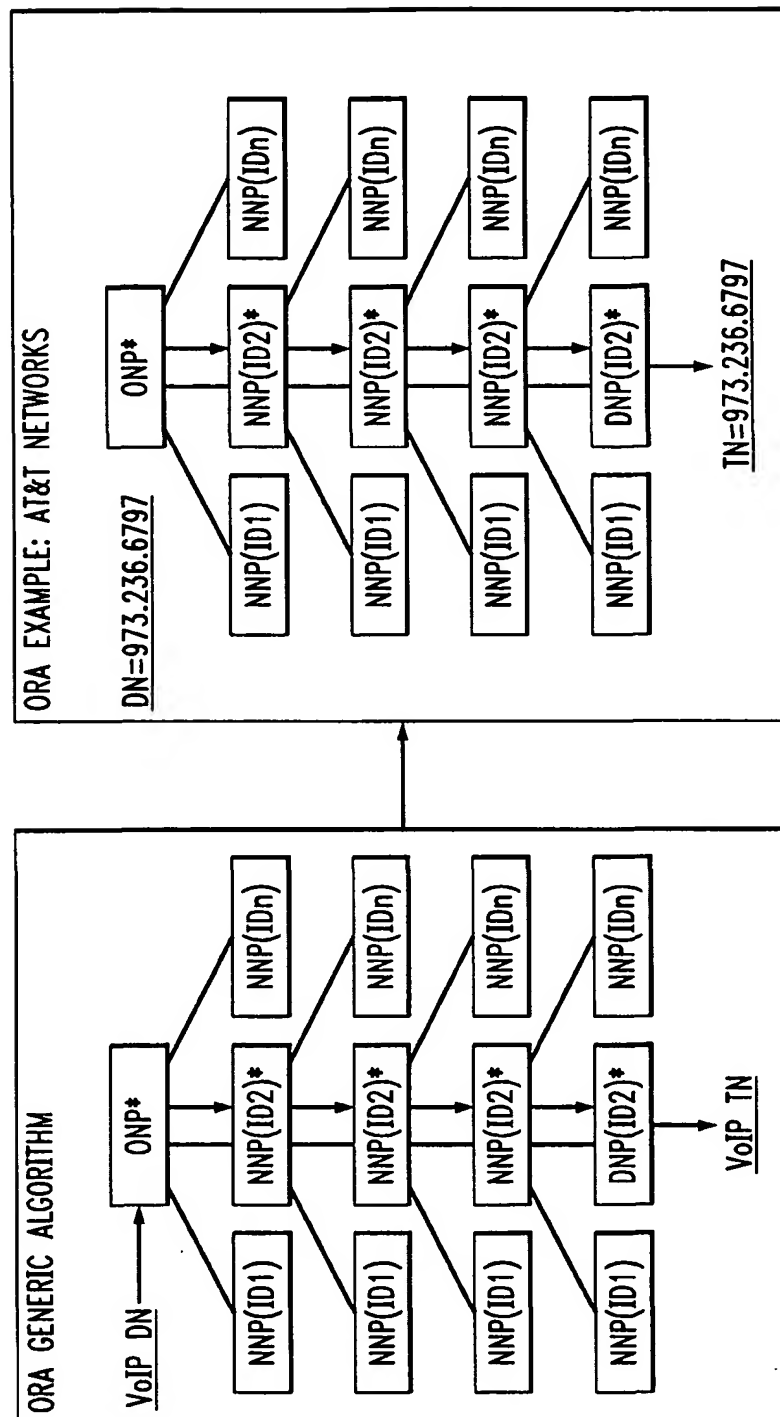 ORA GENERIC ALGORITHM
VoIP DN
ONP*
NNP(ID1) NNP(ID2)* NNP(IDn)
NNP(ID1) NNP(ID2)* NNP(IDn)
NNP(ID1) NNP(ID2)* NNP(IDn)
NNP(ID1) DNP(ID2)* NNP(IDn)
VoIP TN
ORA EXAMPLE: AT&T NETWORKS
DN=973.236.6797
ONP*
NNP(ID1) NNP(ID2)* NNP(IDn)
NNP(ID1) NNP(ID2)* NNP(IDn)
NNP(ID1) NNP(ID2)* NNP(IDn)
NNP(ID1) DNP(ID2)* NNP(IDn)
TN=973.236.6797